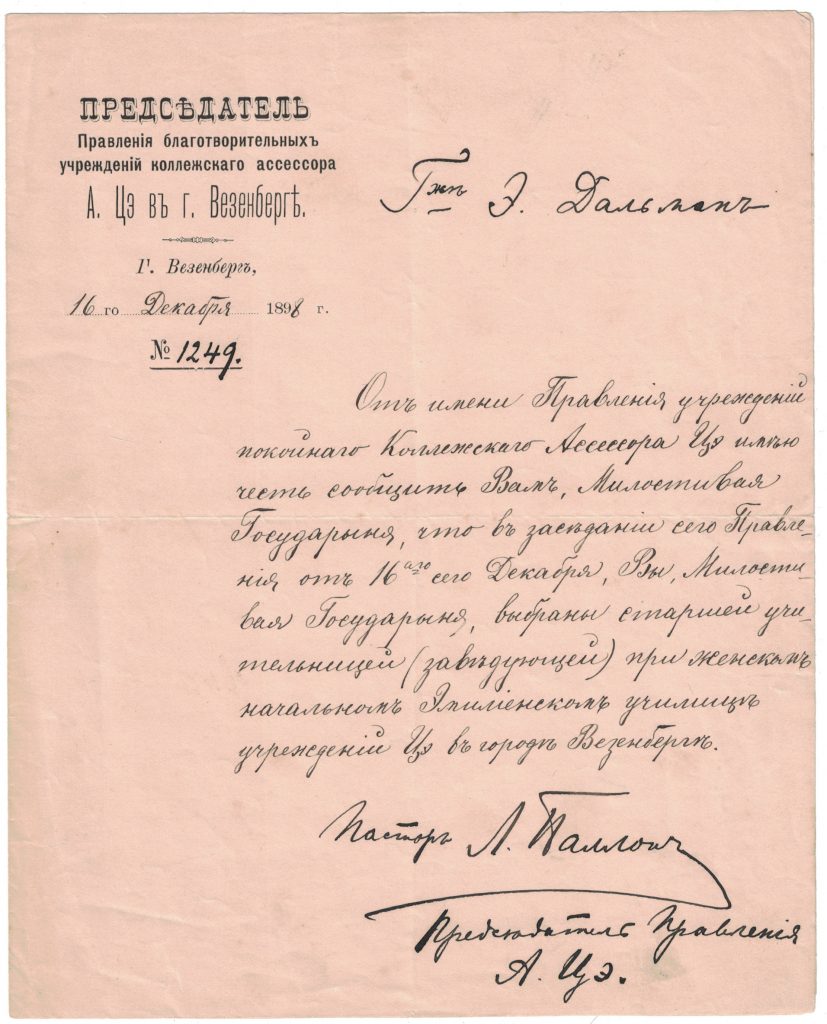 ПРЕДСѢДАТЕЛЬ
Правленія благотворительныхъ
учрежденій коллежскаго ассессора
А. Цэ въ г. Везенбергѣ.
Г. Везенбергъ,
16 го Декабря 1898 г.
№ 1249.
Гжѣ Э. Дальманъ
Отъ имени Правленія учрежденій
покойнаго Коллежскаго Ассессора Цэ имѣю
честь сообщить Вамъ, Милостивая
Государыня, что въ засѣданіи сего Правле-
нія отъ 16аго сего Декабря, Вы, Милости-
вая Государыня, выбраны старшей учи-
тельницей (завѣдующей) при женскомъ
начальномъ Эмиліенскомъ училищѣ
учрежденій Цэ въ городѣ Везенбергѣ.
Пасторъ Л. Паллонъ
Председатель Правленія
А. Цэ.